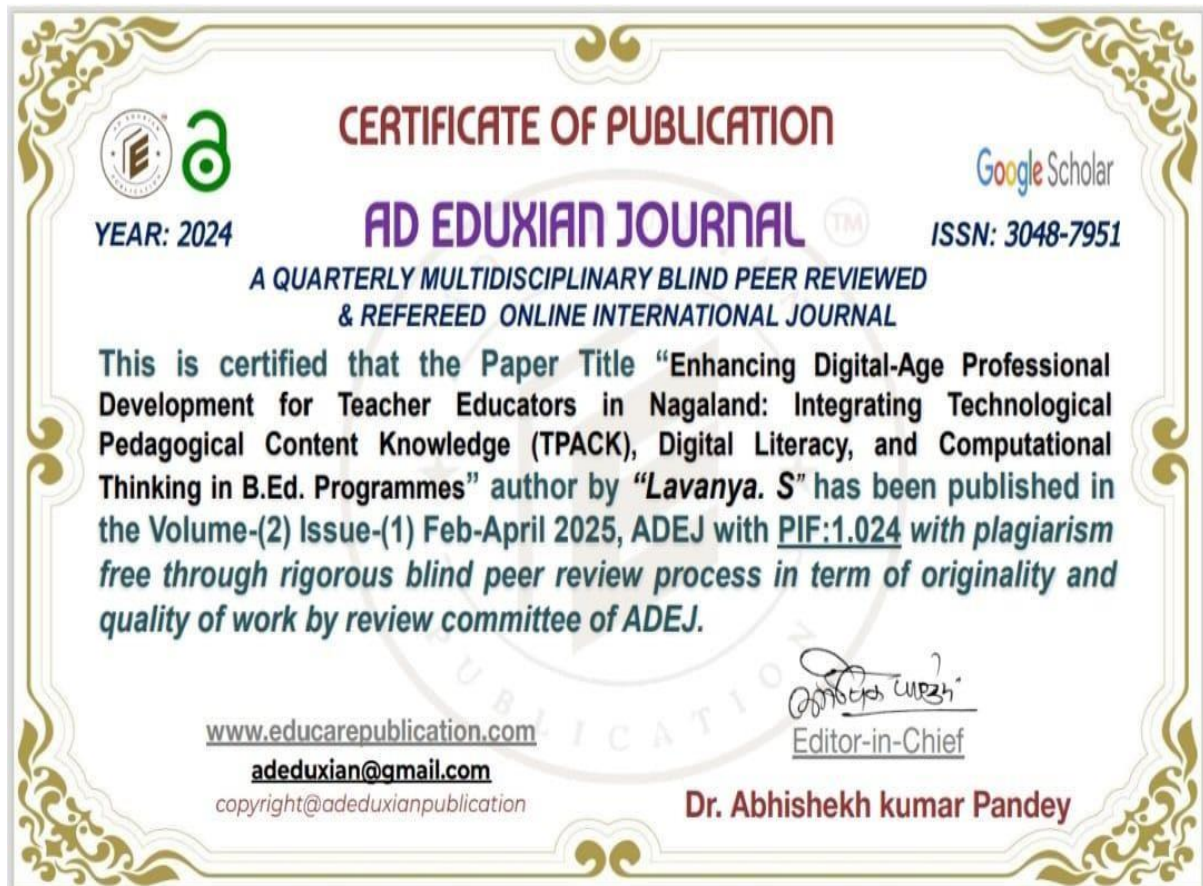 CERTIFICATE OF PUBLICATION
Google Scholar
YEAR: 2024
AD EDUXIAN JOURNAL
TM
ISSN: 3048-7951
A QUARTERLY MULTIDISCIPLINARY BLIND PEER REVIEWED
& REFEREED ONLINE INTERNATIONAL JOURNAL
This is certified that the Paper Title “Enhancing Digital-Age Professional
Development for Teacher Educators in Nagaland: Integrating Technological
Pedagogical Content Knowledge (TPACK), Digital Literacy, and Computational
Thinking in B.Ed. Programmes” author by “Lavanya. S” has been published in
the Volume-(2) Issue-(1) Feb-April 2025, ADEJ with PIF:1.024 with plagiarism
free through rigorous blind peer review process in term of originality and
quality of work by review committee of ADEJ.
PUBLICATION
www.educarepublication.com
Editor-in-Chief
adeduxian@gmail.com
copyright@adeduxianpublication
Dr. Abhishekh kumar Pandey